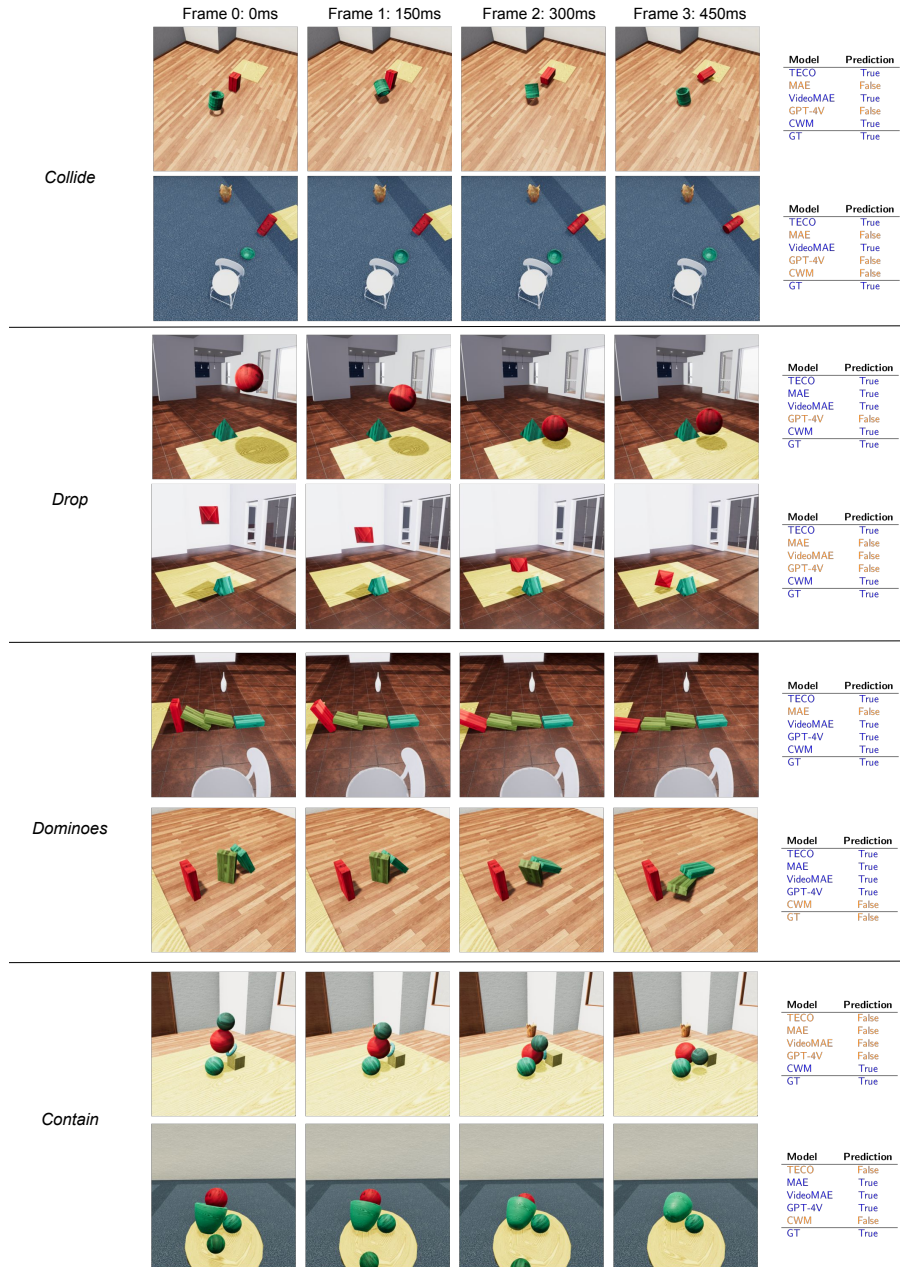 Frame 0: 0ms Frame 1: 150ms Frame 2: 300ms Frame 3: 450ms
Collide
Model Prediction
TECO True
MAE False
VideoMAE True
GPT-4V False
CWM True
GT True
Model Prediction
TECO True
MAE False
VideoMAE True
GPT-4V False
CWM False
GT True
Drop
Model Prediction
TECO True
MAE True
VideoMAE True
GPT-4V False
CWM True
GT True
Model Prediction
TECO True
MAE False
VideoMAE False
GPT-4V False
CWM True
GT True
Dominoes
Model Prediction
TECO True
MAE False
VideoMAE True
GPT-4V True
CWM True
GT True
Model Prediction
TECO True
MAE True
VideoMAE True
GPT-4V True
CWM False
GT False
Contain
Model Prediction
TECO False
MAE False
VideoMAE False
GPT-4V False
CWM True
GT True
Model Prediction
TECO False
MAE True
VideoMAE True
GPT-4V True
CWM False
GT True